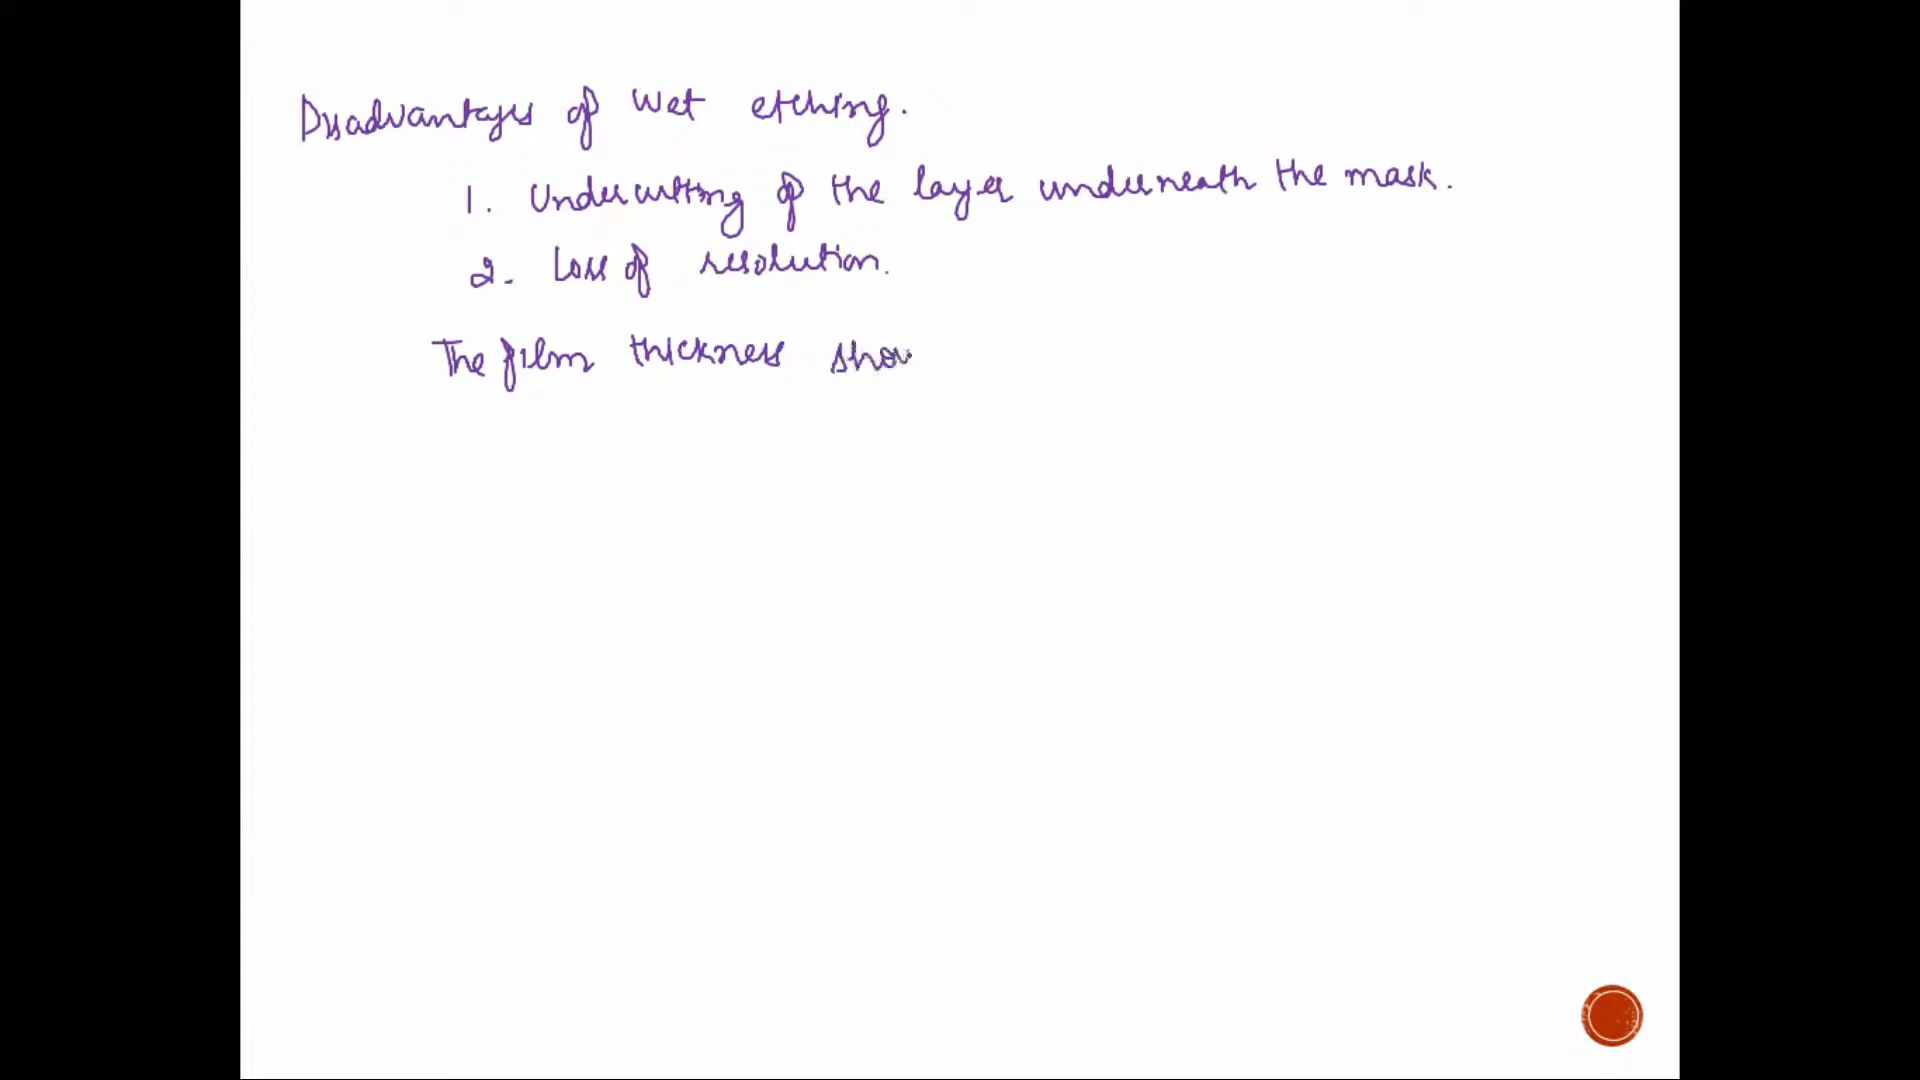 Disadvantages of wet etching.
1. Undercutting of the layer underneath the mask.
2. Loss of resolution.
The film thickness shou